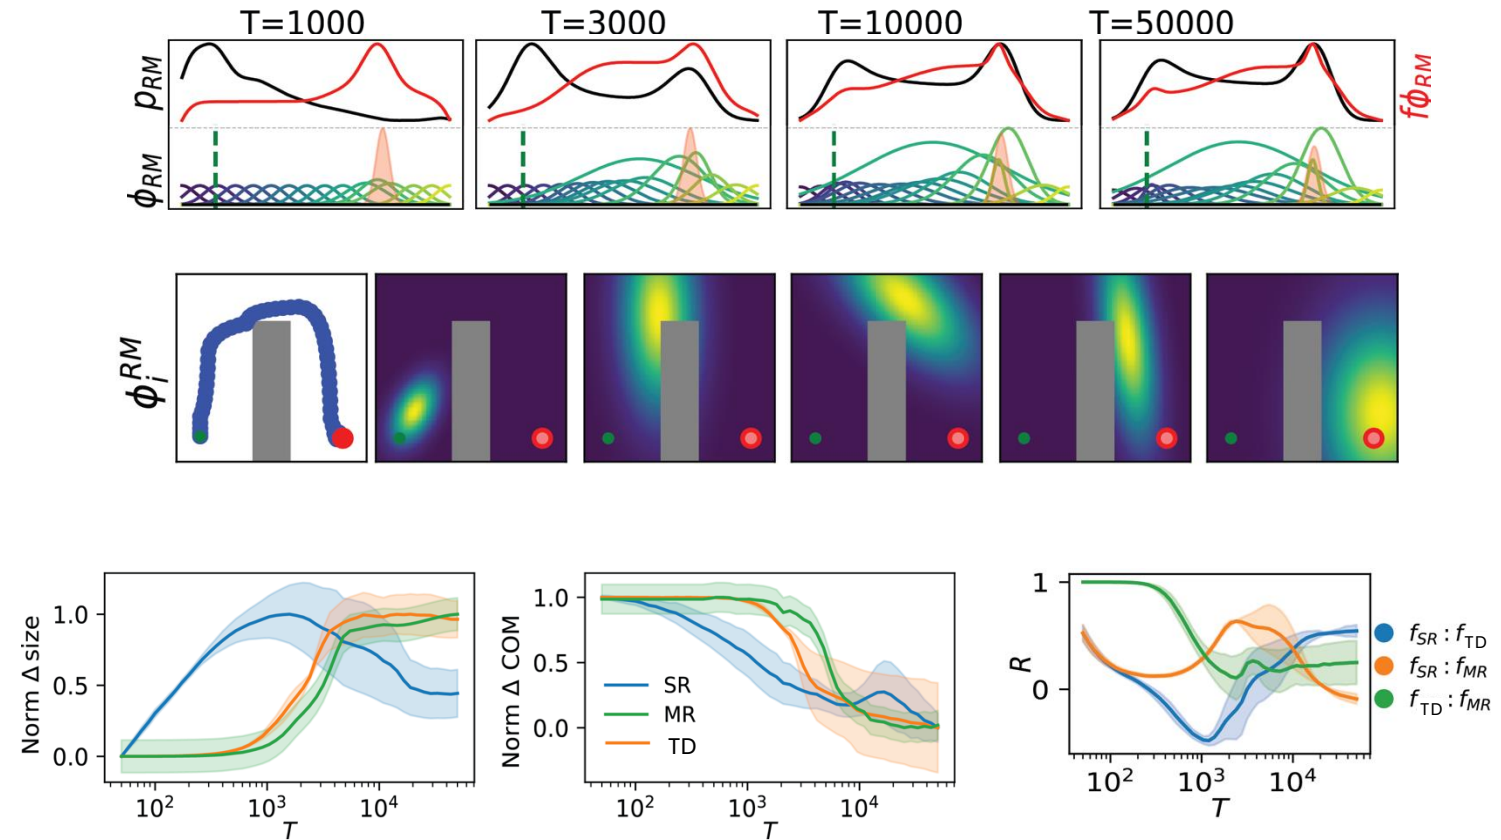 T=1000 T=3000 T=10000 T=50000
p_RM
fϕ_RM
ϕ_RM
ϕ_i^RM
Norm Δ size
1.0
0.5
0.0
10^2 10^3 10^4
T
Norm Δ COM
1.0
0.5
0.0
SR
MR
TD
10^2 10^3 10^4
T
R
1
0
10^2 10^3 10^4
T
f_SR : f_TD
f_SR : f_MR
f_TD : f_MR